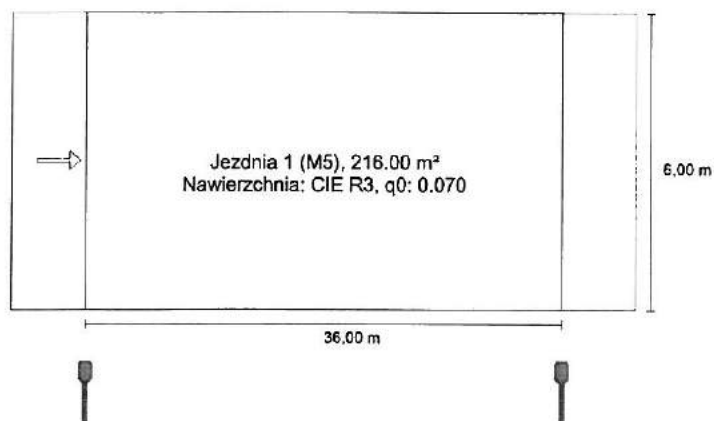 Jezdnia 1 (M5), 216.00 m²
Nawierzchnia: CIE R3, q0: 0.070
6,00 m
36,00 m